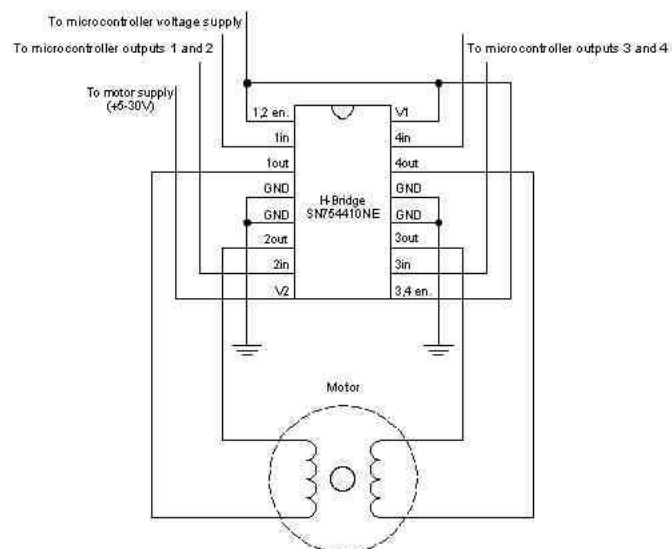 To microcontroller voltage supply
To microcontroller outputs 1 and 2
To microcontroller outputs 3 and 4
To motor supply
(+5-30V)
1,2 en.
V1
1in
4in
1out
4out
GND
GND
H-Bridge
SN754410NE
GND
GND
2out
3out
2in
3in
V2
3,4 en.
Motor